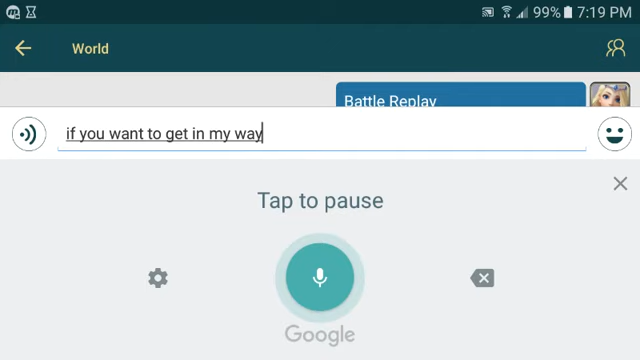 99% 7:19 PM
World
Battle Replay
if you want to get in my way
Tap to pause
Google